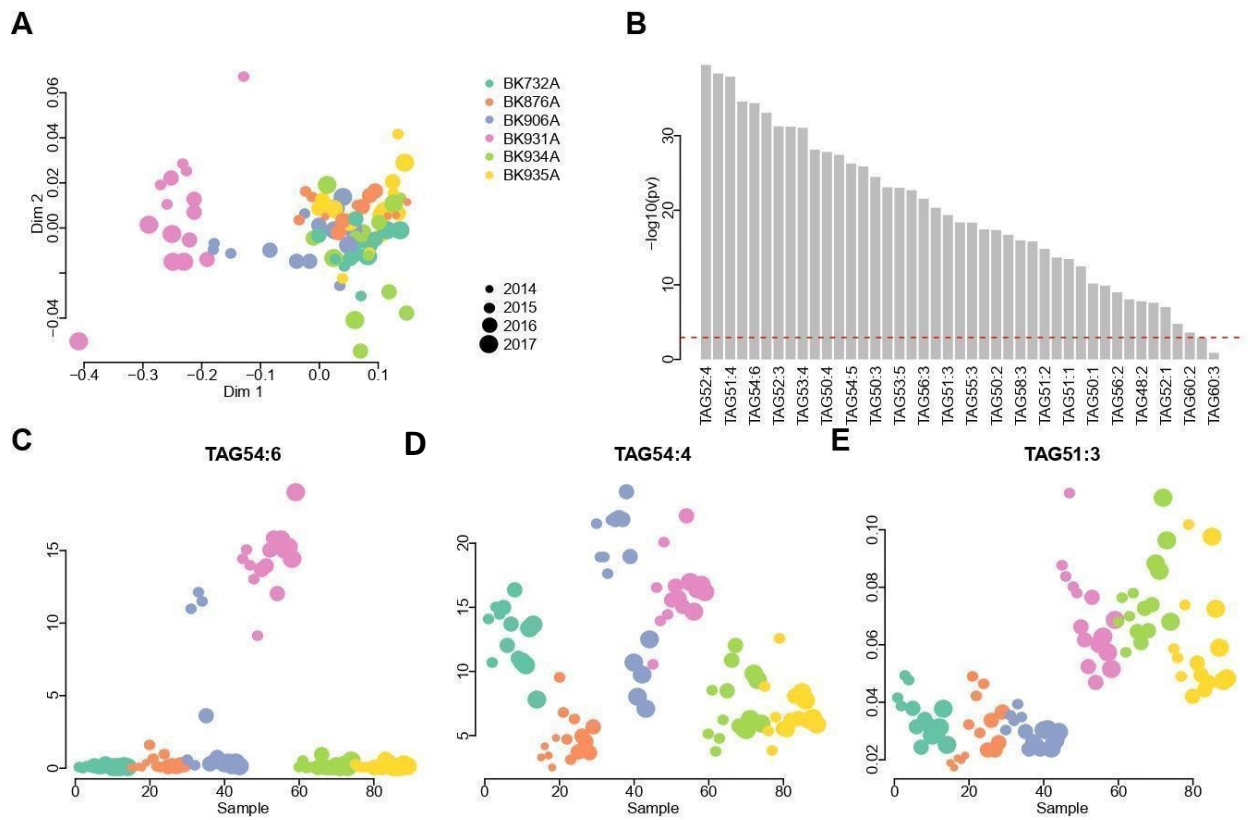 A
Dim 2
0.06
0.04
0.02
0.00
−0.04
−0.4
−0.3
−0.2
−0.1
0.0
0.1
Dim 1
BK732A
BK876A
BK906A
BK931A
BK934A
BK935A
2014
2015
2016
2017
B
−log10(pv)
30
20
10
0
TAG52:4
TAG51:4
TAG54:6
TAG52:3
TAG53:4
TAG50:4
TAG54:5
TAG50:3
TAG53:5
TAG56:3
TAG51:3
TAG55:3
TAG50:2
TAG58:3
TAG51:2
TAG51:1
TAG50:1
TAG56:2
TAG48:2
TAG52:1
TAG60:2
TAG60:3
C
TAG54:6
15
10
5
0
0
20
40
60
80
Sample
D
TAG54:4
20
15
10
5
0
20
40
60
80
Sample
E
TAG51:3
0.10
0.08
0.06
0.04
0.02
0
20
40
60
80
Sample